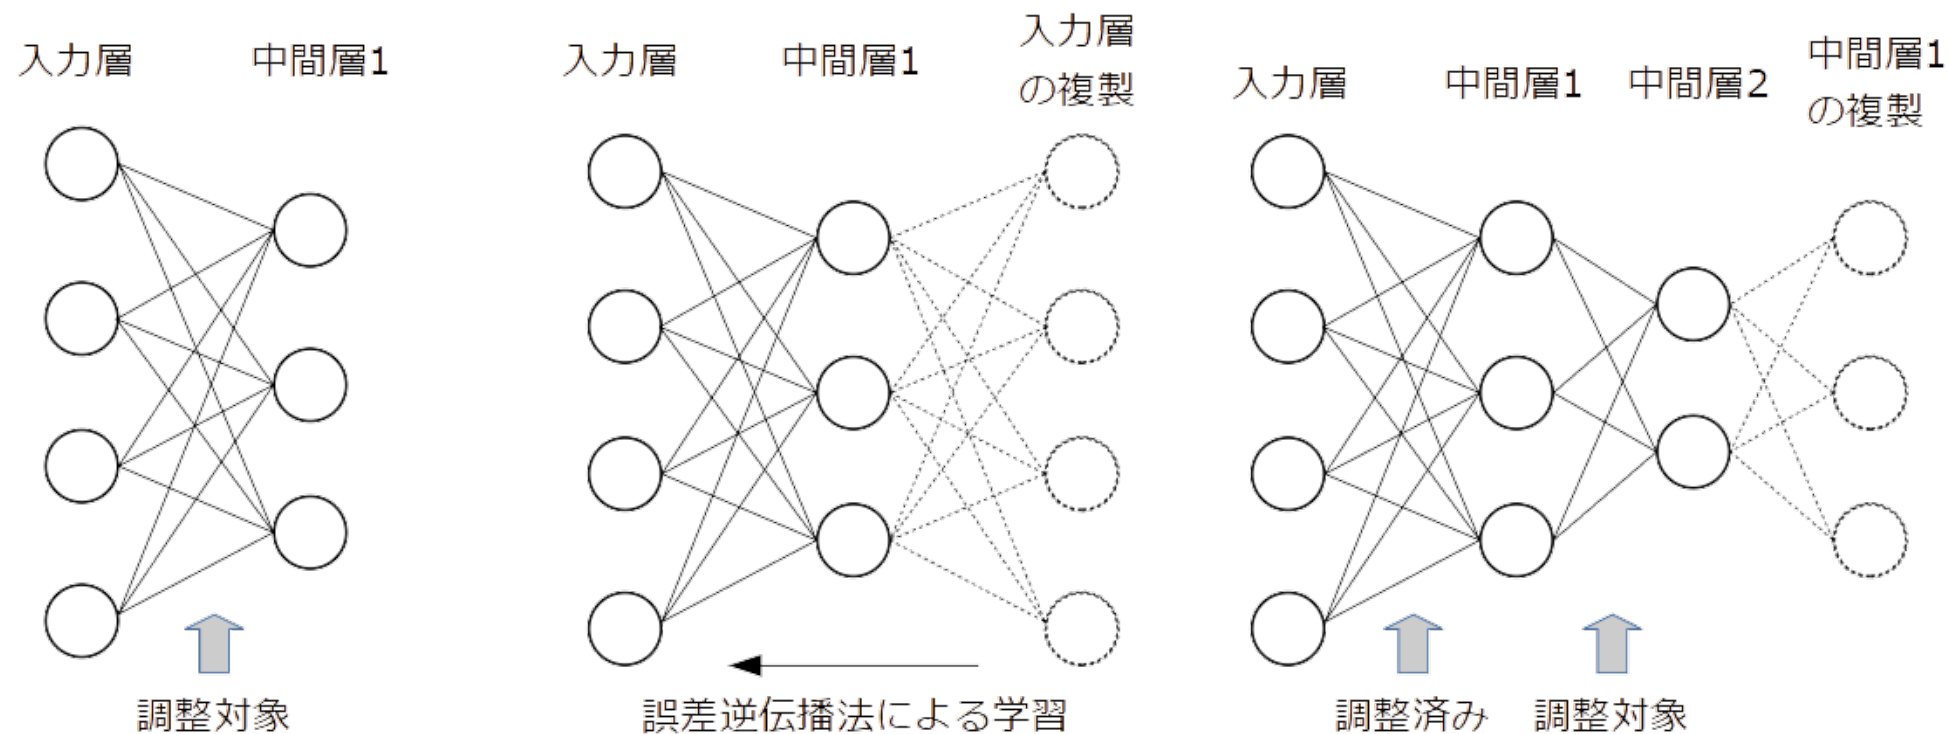 入力層
中間層1
調整対象
入力層
中間層1
入力層
の複製
誤差逆伝播法による学習
入力層
中間層1
中間層2
中間層1
の複製
調整済み
調整対象